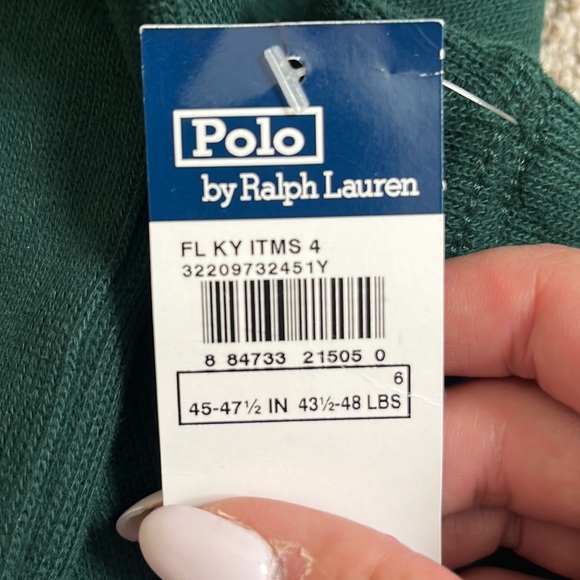 Polo
by Ralph Lauren
FL KY ITMS 4
32209732451Y
8 84733 21505 0
6
45-47½ IN 43½-48 LBS